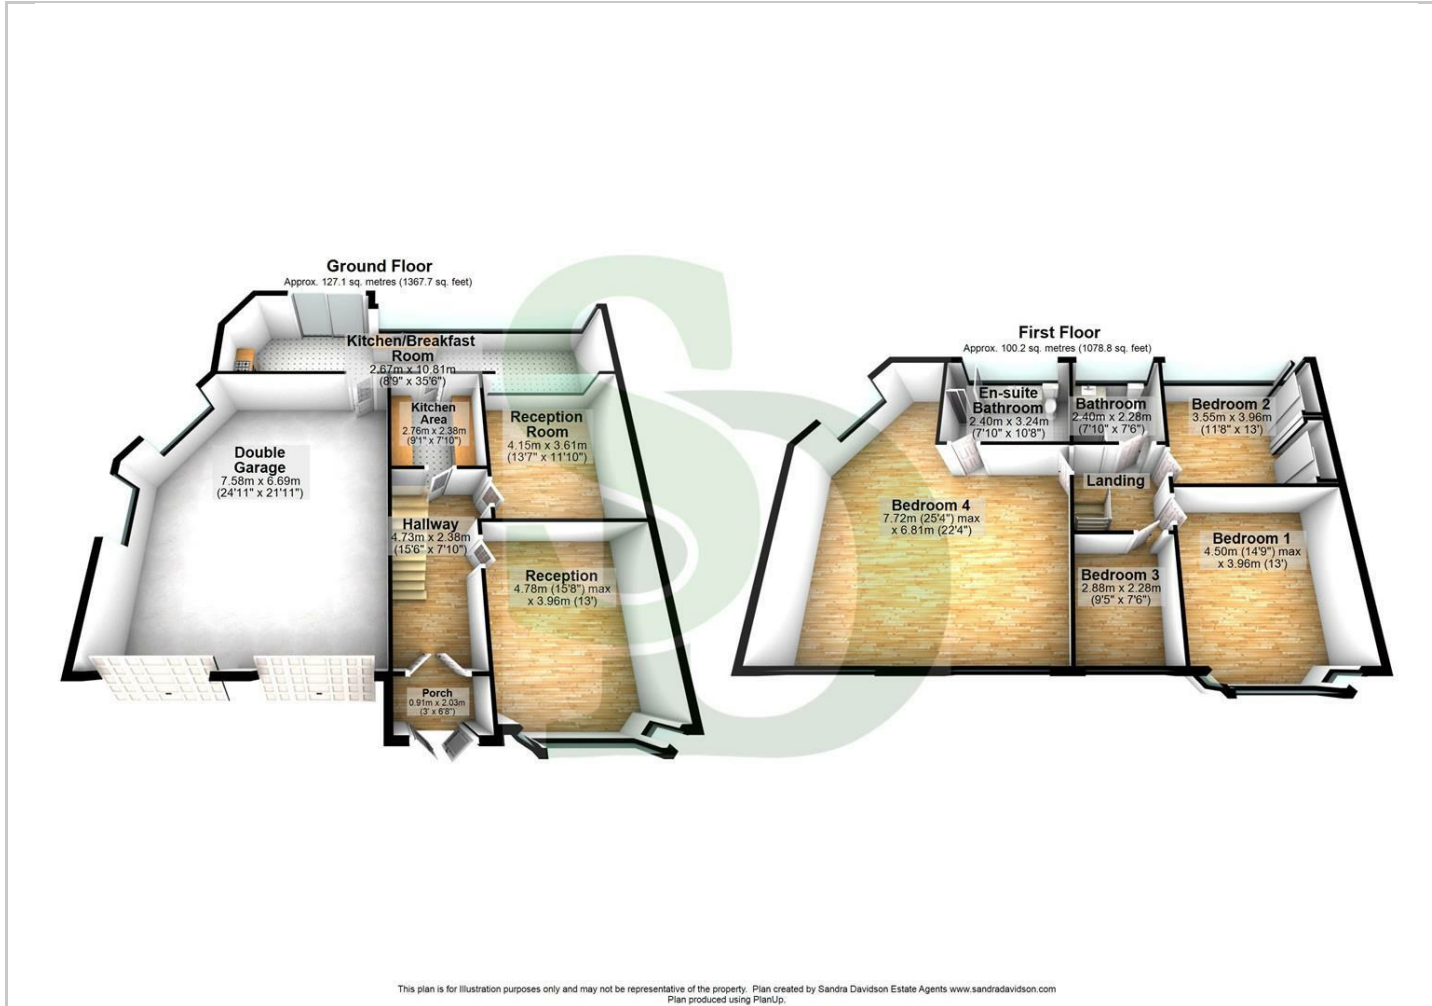 Ground Floor
Approx. 127.1 sq. metres (1367.7 sq. feet)
Kitchen/Breakfast
Room
2.67m x 10.81m
(8'9" x 35'6")
Kitchen
Area
2.76m x 2.38m
(9'1" x 7'10")
Reception
Room
4.15m x 3.61m
(13'7" x 11'10")
Double
Garage
7.58m x 6.69m
(24'11" x 21'11")
Hallway
4.73m x 2.38m
(15'6" x 7'10")
Reception
4.78m (15'8") max
x 3.96m (13')
Porch
0.91m x 2.03m
(3' x 6'8")
First Floor
Approx. 100.2 sq. metres (1078.8 sq. feet)
En-suite
Bathroom
2.40m x 3.24m
(7'10" x 10'8")
Bathroom
2.40m x 2.28m
(7'10" x 7'6")
Bedroom 2
3.55m x 3.96m
(11'8" x 13')
Landing
Bedroom 4
7.72m (25'4") max
x 6.81m (22'4")
Bedroom 1
4.50m (14'9") max
x 3.96m (13')
Bedroom 3
2.88m x 2.28m
(9'5" x 7'6")
SD
This plan is for Illustration purposes only and may not be representative of the property. Plan created by Sandra Davidson Estate Agents www.sandradavidson.com
Plan produced using PlanUp.